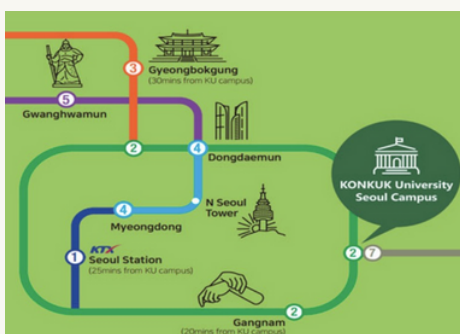 3
Gyeongbokgung
(30mins from KU campus)
5
Gwanghwamun
2
4
Dongdaemun
KONKUK University
Seoul Campus
N Seoul
Tower
4
Myeongdong
2
7
1
KTX
Seoul Station
(25mins from KU campus)
2
Gangnam
(20mins from KU campus)